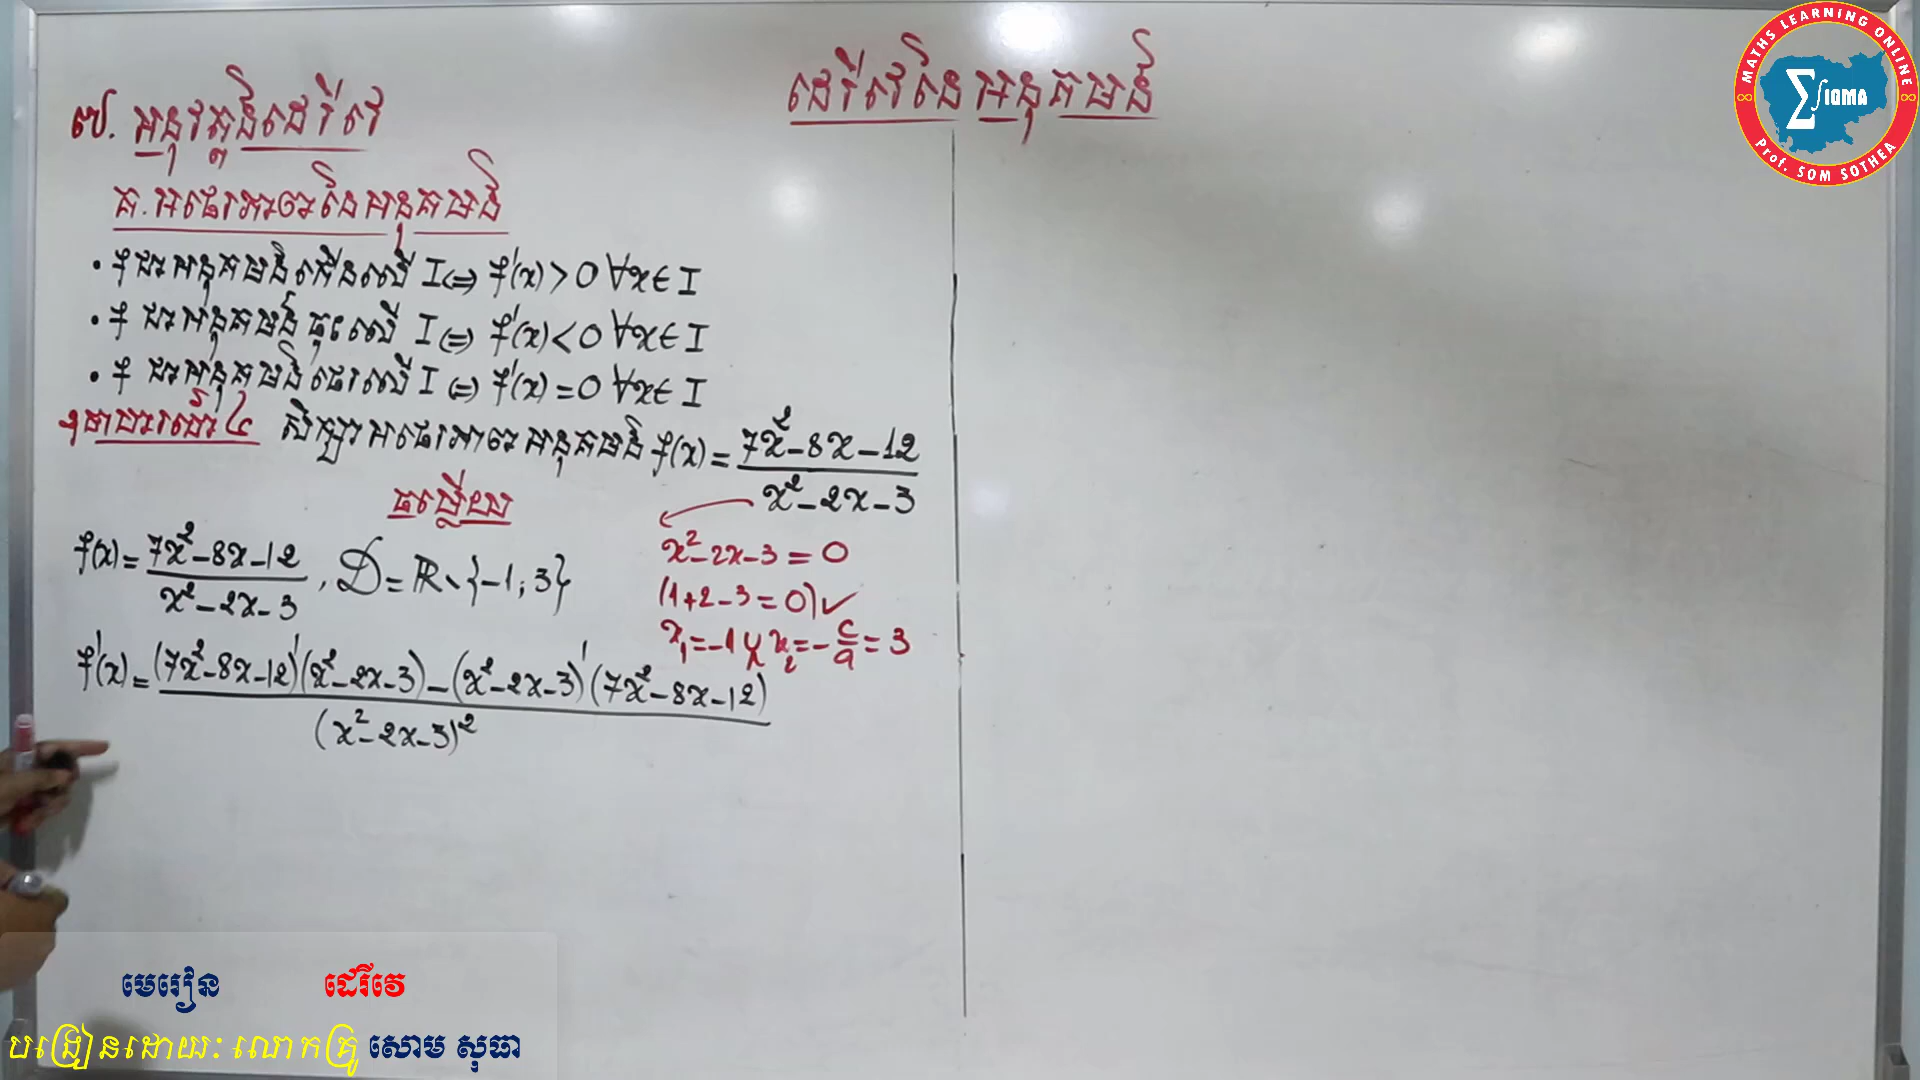 ដេរីវេនៃអនុគមន៍
៧. អនុវត្តន៍ដេរីវេ
គ. អថេរភាពនៃអនុគមន៍
• f ជាអនុគមន៍កើនលើ I ⇔ f'(x) > 0 ∀x ∈ I
• f ជាអនុគមន៍ចុះលើ I ⇔ f'(x) < 0 ∀x ∈ I
• f ជាអនុគមន៍ថេរលើ I ⇔ f'(x) = 0 ∀x ∈ I
ឧទាហរណ៍ ៤ សិក្សាអថេរភាពអនុគមន៍ f(x) = (7x² - 8x - 12) / (x² - 2x - 3)
ចម្លើយ
f(x) = (7x² - 8x - 12) / (x² - 2x - 3), D = ℝ \ {-1; 3}
x² - 2x - 3 = 0
(1 + 2 - 3 = 0) ✓
x₁ = -1 ∨ x₂ = -c/a = 3
f'(x) = ((7x² - 8x - 12)'(x² - 2x - 3) - (x² - 2x - 3)'(7x² - 8x - 12)) / (x² - 2x - 3)²
MATHS LEARNING ONLINE
ΣIGMA
Prof. SOM SOTHEA
មេរៀន ដេរីវេ
បង្រៀនដោយ: លោកគ្រូ សោម សុធា